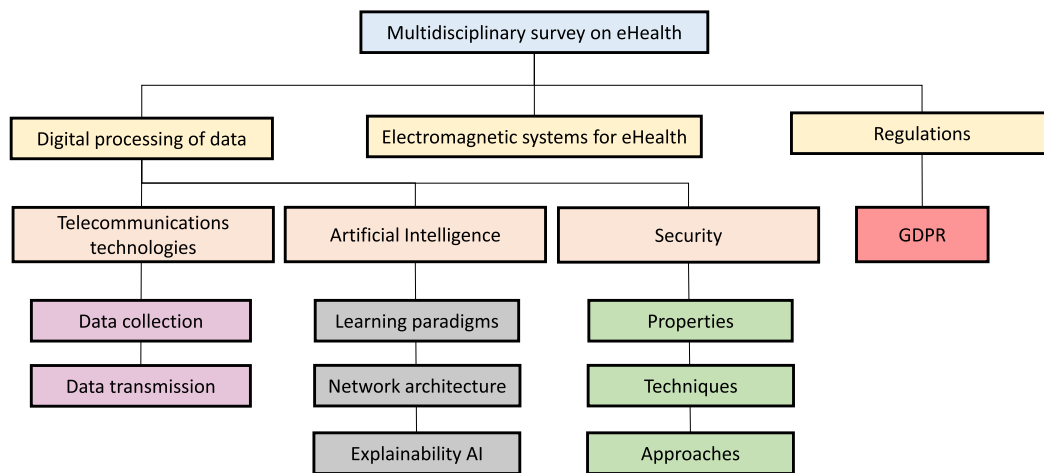 Multidisciplinary survey on eHealth
Digital processing of data
Electromagnetic systems for eHealth
Regulations
Telecommunications
technologies
Artificial Intelligence
Security
GDPR
Data collection
Learning paradigms
Properties
Data transmission
Network architecture
Techniques
Explainability AI
Approaches